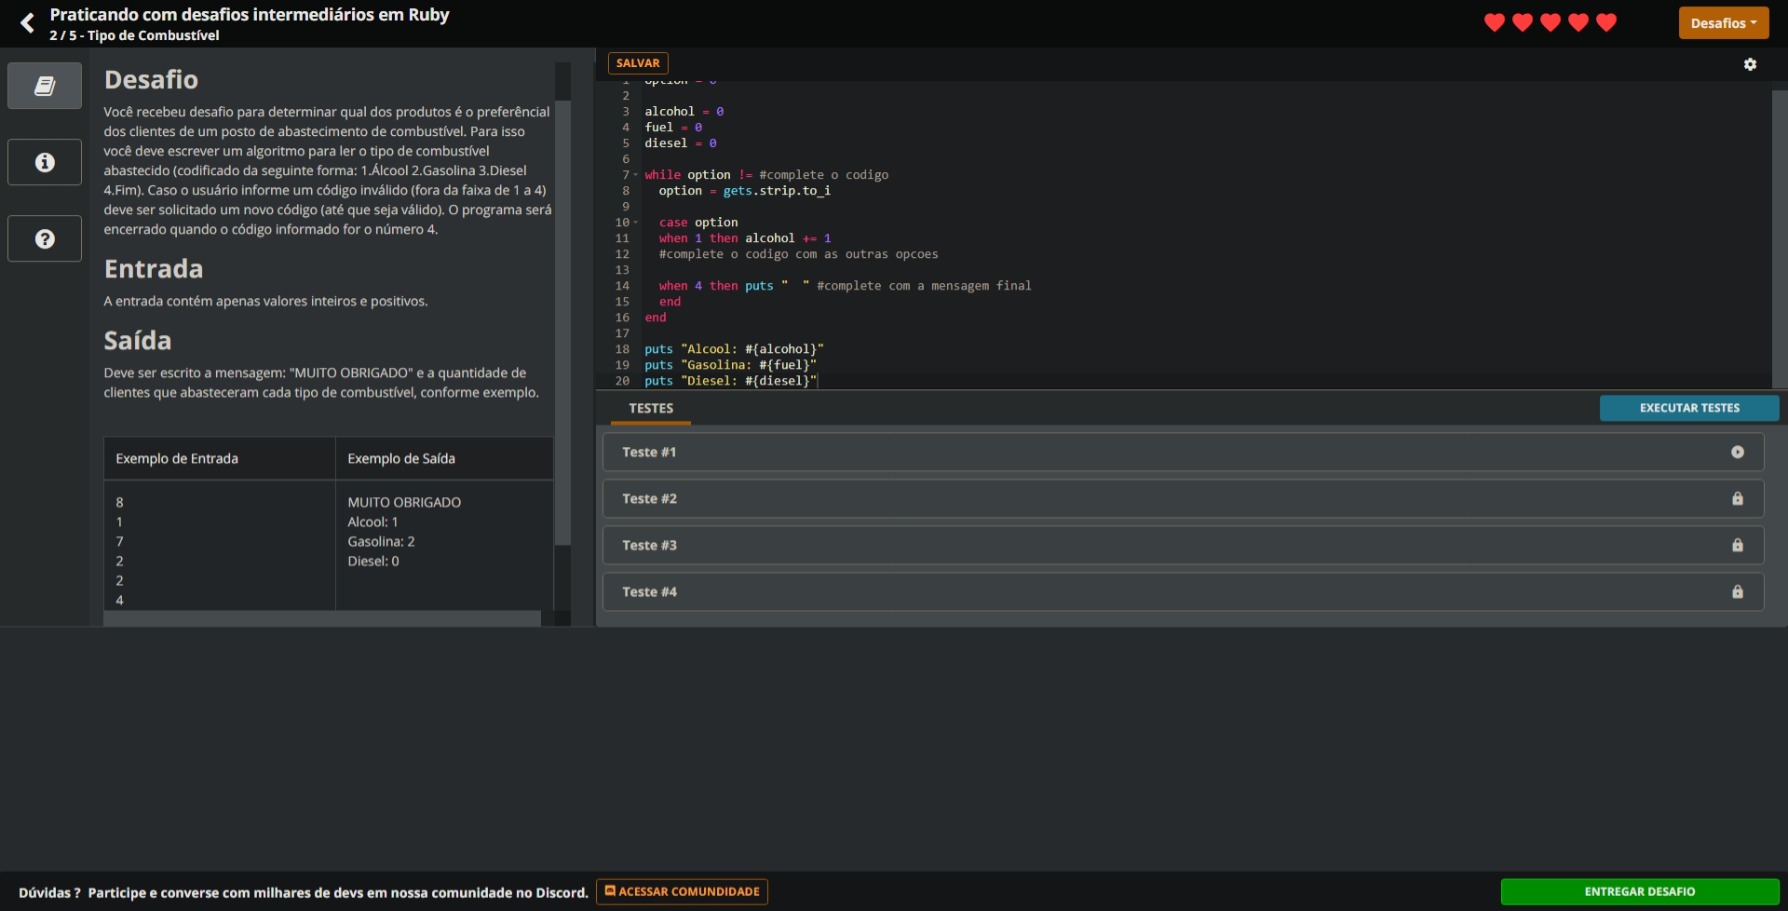 Praticando com desafios intermediários em Ruby
2 / 5 - Tipo de Combustível
Desafios
Desafio
Você recebeu desafio para determinar qual dos produtos é o preferêncial
dos clientes de um posto de abastecimento de combustível. Para isso
você deve escrever um algoritmo para ler o tipo de combustível
abastecido (codificado da seguinte forma: 1.Álcool 2.Gasolina 3.Diesel
4.Fim). Caso o usuário informe um código inválido (fora da faixa de 1 a 4)
deve ser solicitado um novo código (até que seja válido). O programa será
encerrado quando o código informado for o número 4.
Entrada
A entrada contém apenas valores inteiros e positivos.
Saída
Deve ser escrito a mensagem: "MUITO OBRIGADO" e a quantidade de
clientes que abasteceram cada tipo de combustível, conforme exemplo.
Exemplo de Entrada
Exemplo de Saída
8
1
7
2
2
4
MUITO OBRIGADO
Alcool: 1
Gasolina: 2
Diesel: 0
SALVAR
1 option = 0
2
3 alcohol = 0
4 fuel = 0
5 diesel = 0
6
7 while option != #complete o codigo
8 option = gets.strip.to_i
9
10 case option
11 when 1 then alcohol += 1
12 #complete o codigo com as outras opcoes
13
14 when 4 then puts "  " #complete com a mensagem final
15 end
16 end
17
18 puts "Alcool: #{alcohol}"
19 puts "Gasolina: #{fuel}"
20 puts "Diesel: #{diesel}"
TESTES
EXECUTAR TESTES
Teste #1
Teste #2
Teste #3
Teste #4
Dúvidas ? Participe e converse com milhares de devs em nossa comunidade no Discord.
ACESSAR COMUNDIDADE
ENTREGAR DESAFIO